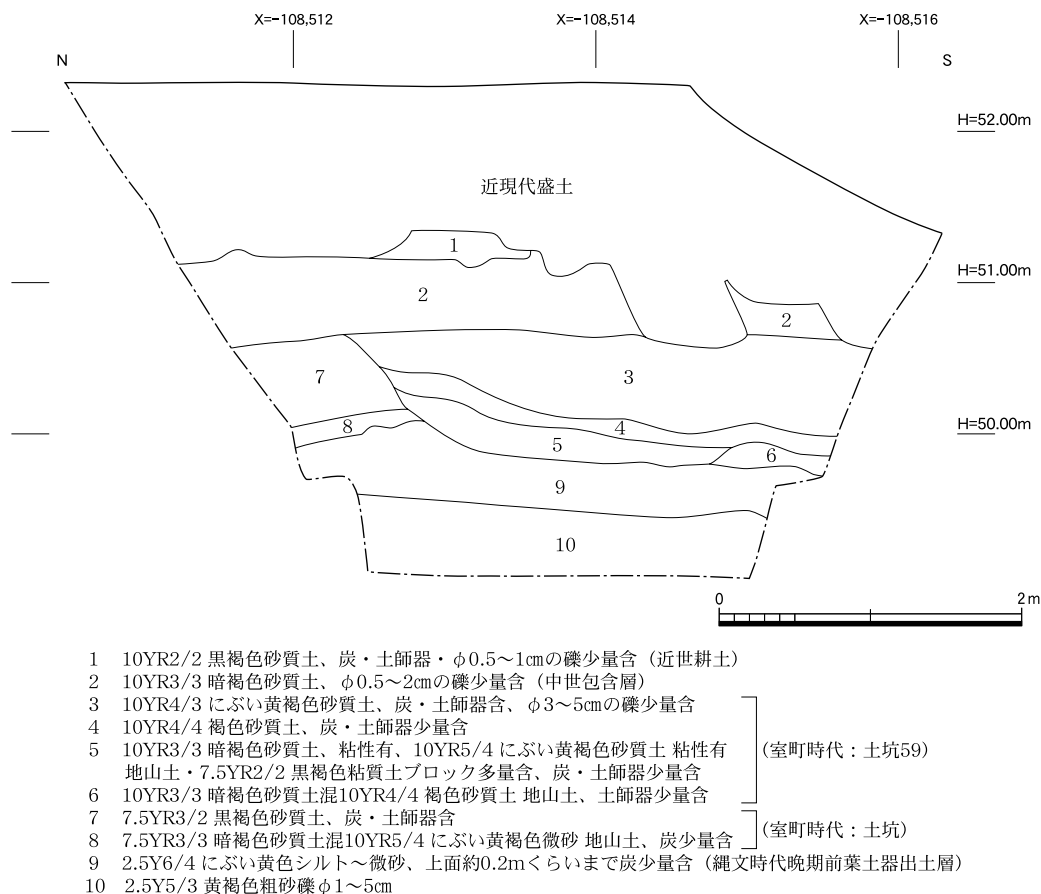 X=-108,512
X=-108,514
X=-108,516
N
S
H=52.00m
近現代盛土
1
H=51.00m
2
2
7
3
8
4
H=50.00m
5
6
9
10
0
2m
1 10YR2/2 黒褐色砂質土、炭・土師器・φ0.5～1㎝の礫少量含（近世耕土）
2 10YR3/3 暗褐色砂質土、φ0.5～2㎝の礫少量含（中世包含層）
3 10YR4/3 にぶい黄褐色砂質土、炭・土師器含、φ3～5㎝の礫少量含
4 10YR4/4 褐色砂質土、炭・土師器少量含
5 10YR3/3 暗褐色砂質土、粘性有、10YR5/4 にぶい黄褐色砂質土 粘性有
（室町時代：土坑59）
地山土・7.5YR2/2 黒褐色粘質土ブロック多量含、炭・土師器少量含
6 10YR3/3 暗褐色砂質土混10YR4/4 褐色砂質土 地山土、土師器少量含
7 7.5YR3/2 黒褐色砂質土、炭・土師器含
（室町時代：土坑）
8 7.5YR3/3 暗褐色砂質土混10YR5/4 にぶい黄褐色微砂 地山土、炭少量含
9 2.5Y6/4 にぶい黄色シルト～微砂、上面約0.2mくらいまで炭少量含（縄文時代晩期前葉土器出土層）
10 2.5Y5/3 黄褐色粗砂礫φ1～5㎝